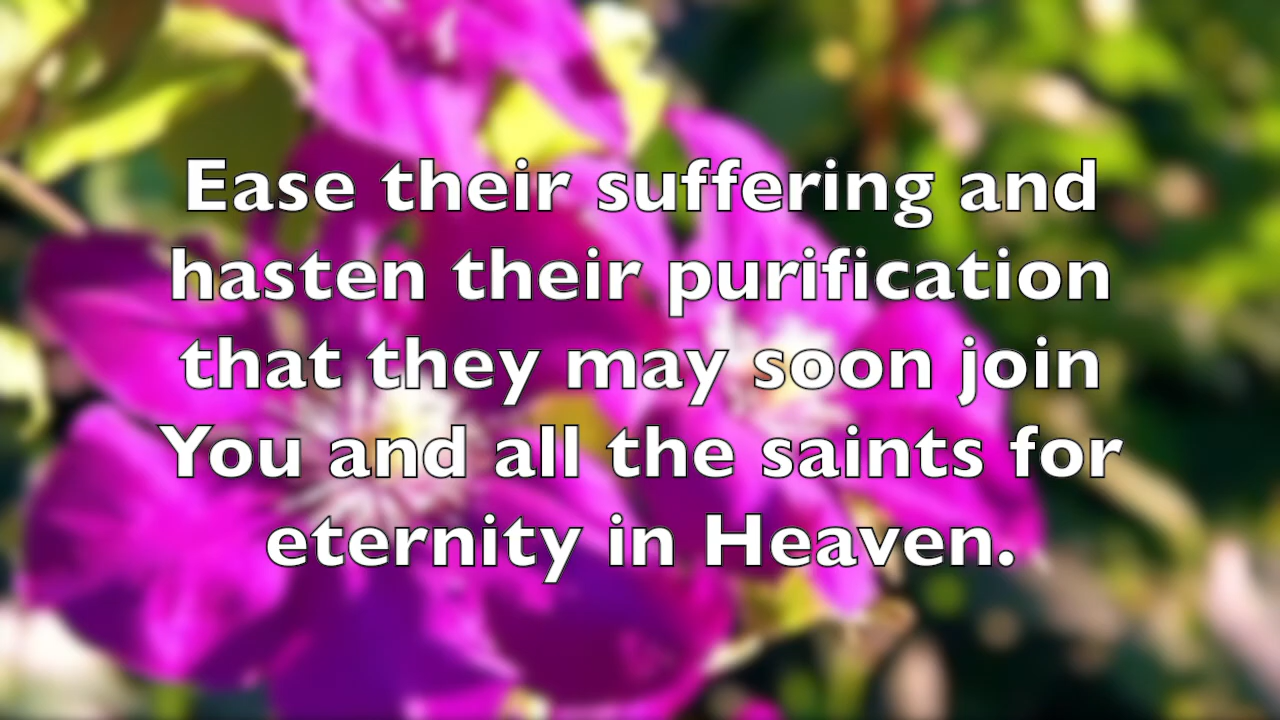 Ease their suffering and
hasten their purification
that they may soon join
You and all the saints for
eternity in Heaven.